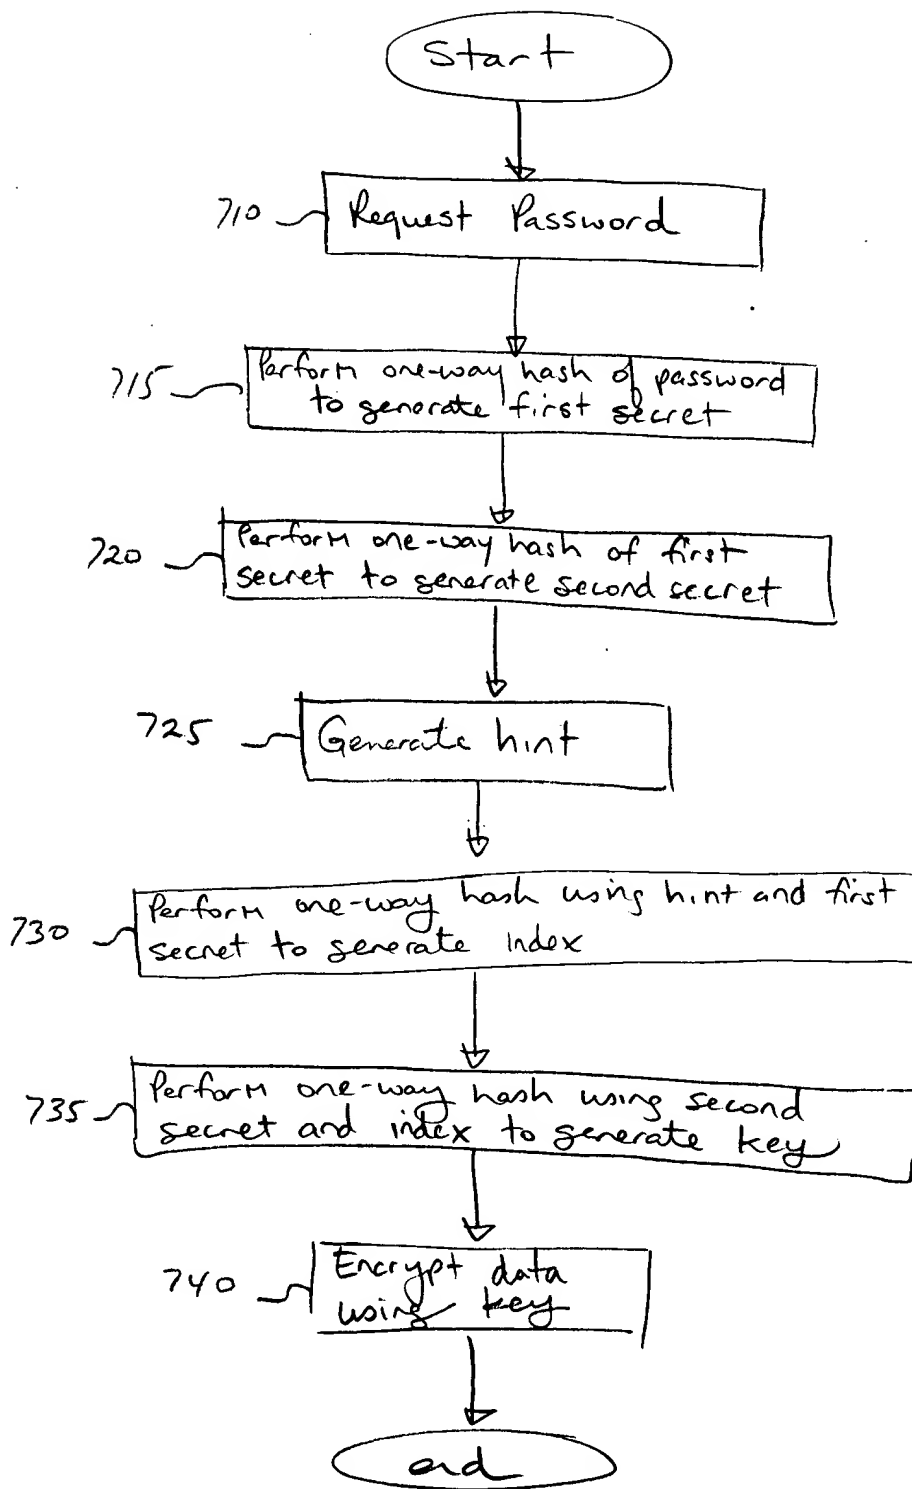 Start
710 Request Password
715 Perform one-way hash of password
to generate first secret
720 Perform one-way hash of first
secret to generate second secret
725 Generate hint
730 Perform one-way hash using hint and first
secret to generate index
735 Perform one-way hash using second
secret and index to generate key
740 Encrypt data
using key
end